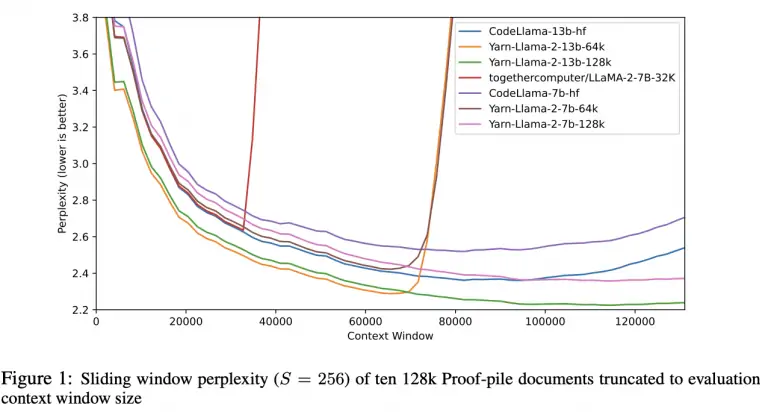 3.8
3.6
3.4
3.2
3.0
2.8
2.6
2.4
2.2
Perplexity (lower is better)
CodeLlama-13b-hf
Yarn-Llama-2-13b-64k
Yarn-Llama-2-13b-128k
togethercomputer/LLaMA-2-7B-32K
CodeLlama-7b-hf
Yarn-Llama-2-7b-64k
Yarn-Llama-2-7b-128k
0 20000 40000 60000 80000 100000 120000
Context Window
Figure 1: Sliding window perplexity (S = 256) of ten 128k Proof-pile documents truncated to evaluation
context window size